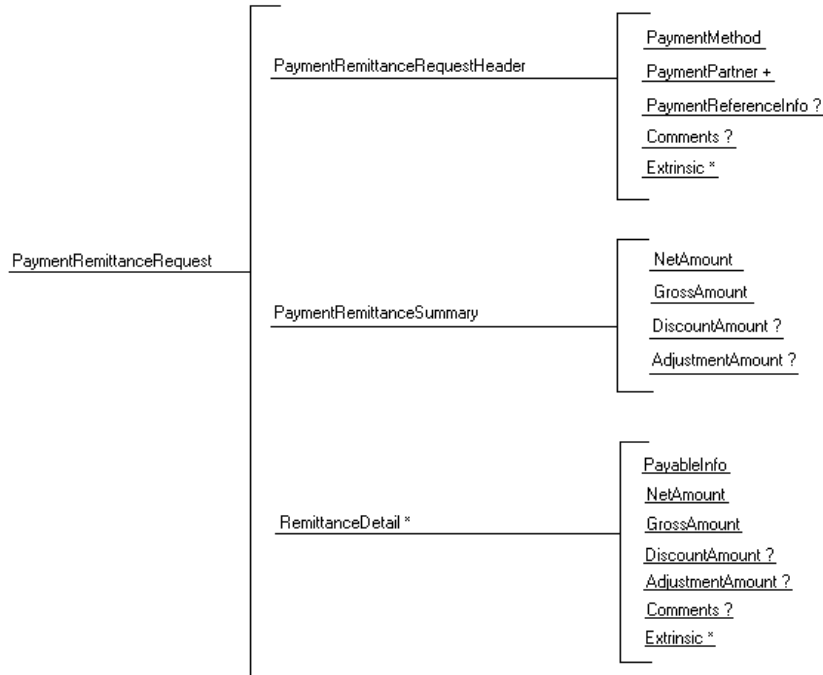 PaymentRemittanceRequest
PaymentRemittanceRequestHeader
PaymentMethod
PaymentPartner +
PaymentReferenceInfo ?
Comments ?
Extrinsic *
PaymentRemittanceSummary
NetAmount
GrossAmount
DiscountAmount ?
AdjustmentAmount ?
RemittanceDetail *
PayableInfo
NetAmount
GrossAmount
DiscountAmount ?
AdjustmentAmount ?
Comments ?
Extrinsic *